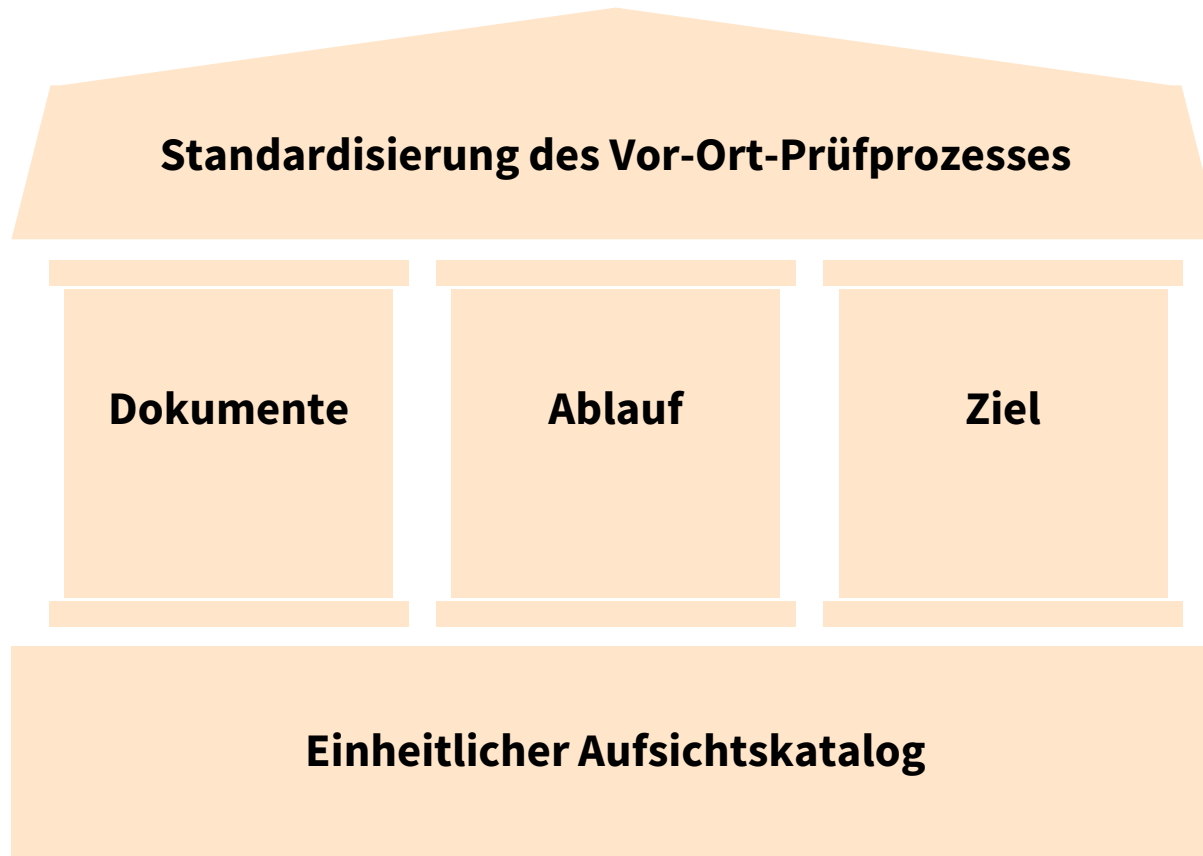 Standardisierung des Vor-Ort-Prüfprozesses
Dokumente
Ablauf
Ziel
Einheitlicher Aufsichtskatalog